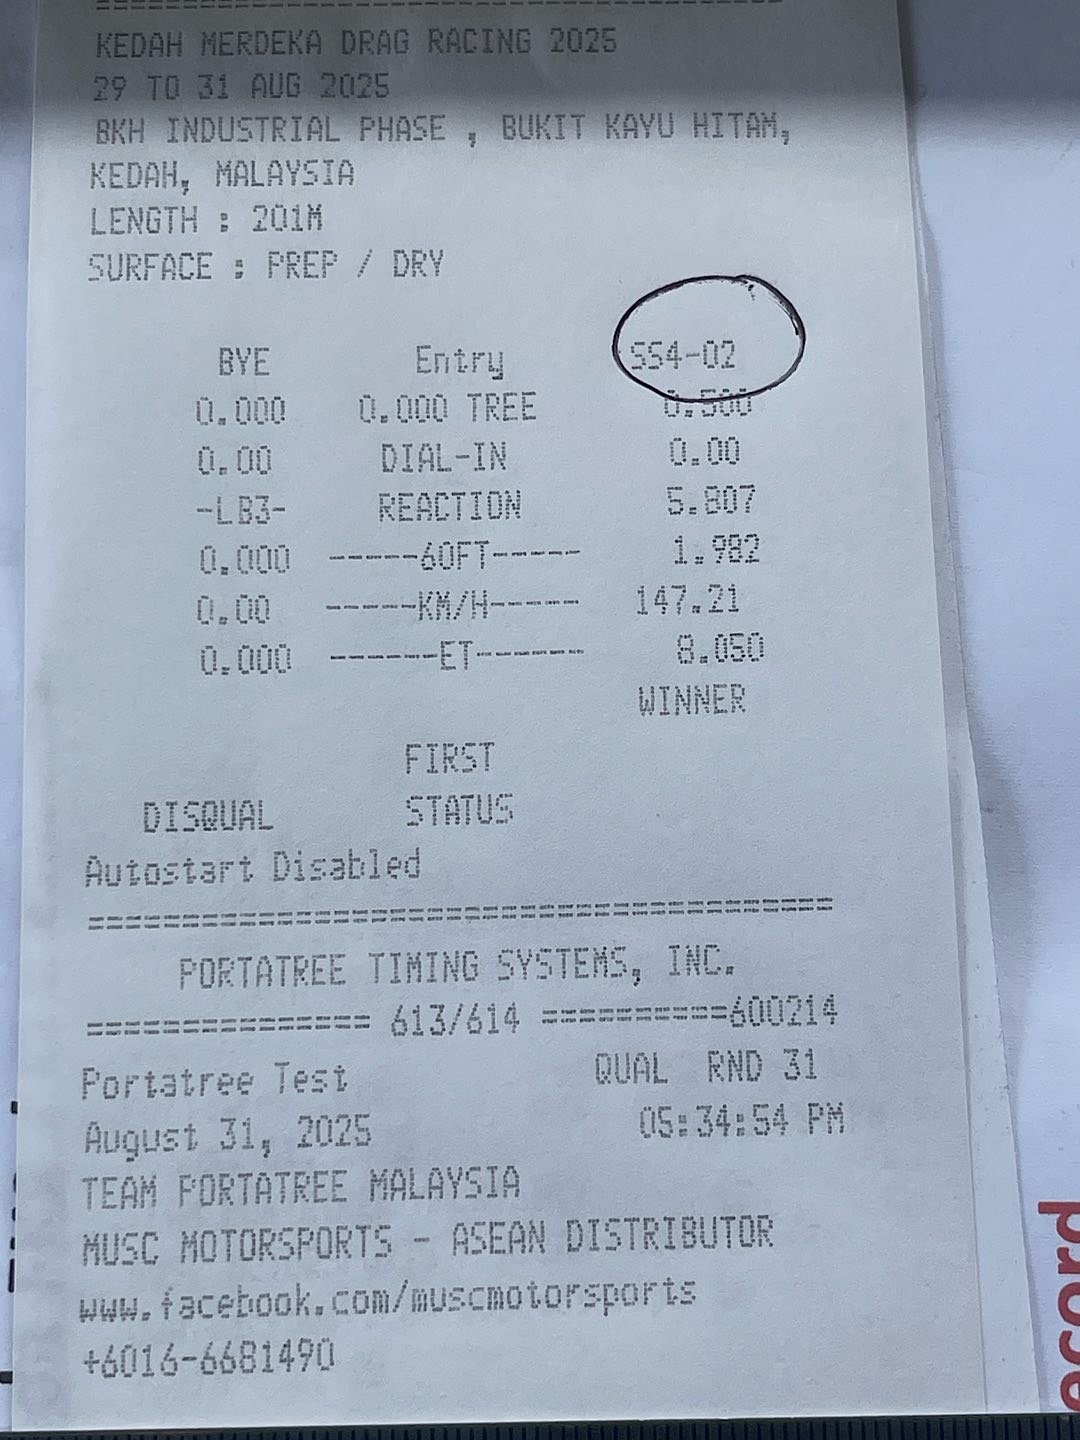 KEDAH MERDEKA DRAG RACING 2025
29 TO 31 AUG 2025
BKH INDUSTRIAL PHASE , BUKIT KAYU HITAM,
KEDAH, MALAYSIA
LENGTH : 201M
SURFACE : PREP / DRY
BYE Entry SS4-02
0.000 0.000 TREE 0.500
0.00 DIAL-IN 0.00
-LB3- REACTION 5.807
0.000 -----60FT----- 1.982
0.00 -----KM/H----- 147.21
0.000 ------ET------ 8.050
WINNER
FIRST
DISQUAL STATUS
Autostart Disabled
========================================
PORTATREE TIMING SYSTEMS, INC.
=============== 613/614 ==========600214
Portatree Test QUAL RND 31
August 31, 2025 05:34:54 PM
TEAM PORTATREE MALAYSIA
MUSC MOTORSPORTS - ASEAN DISTRIBUTOR
www.facebook.com/muscmotorsports
+6016-6681490
ecord